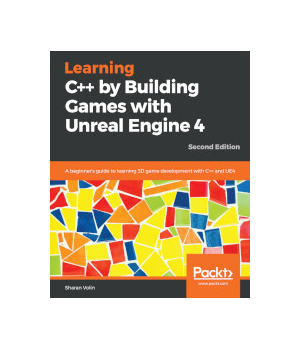 Learning
C++ by Building
Games with
Unreal Engine 4
Second Edition
A beginner's guide to learning 3D game development with C++ and UE4
Sharan Volin
Packt>
www.packt.com